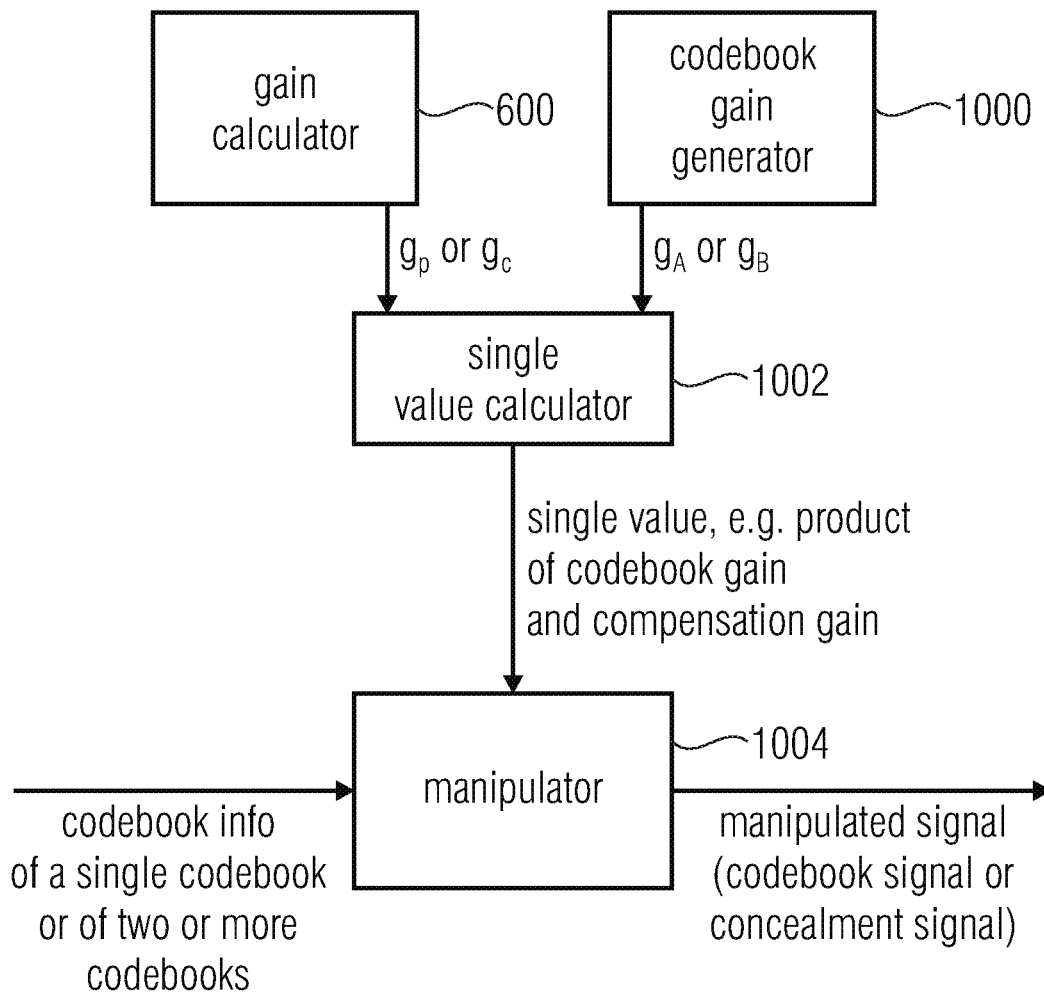 gain
calculator
600
codebook
gain
generator
1000
gₚ or g_c
g_A or g_B
single
value calculator
1002
single value, e.g. product
of codebook gain
and compensation gain
manipulator
1004
codebook info
of a single codebook
or of two or more
codebooks
manipulated signal
(codebook signal or
concealment signal)